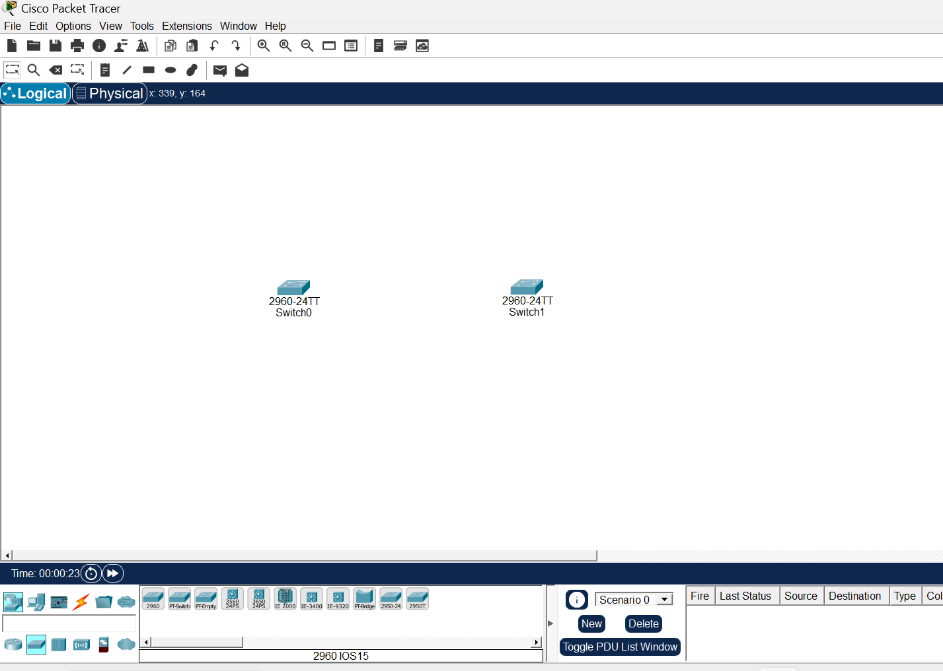 Cisco Packet Tracer
File Edit Options View Tools Extensions Window Help
Logical Physical x: 339, y: 164
2960-24TT
Switch0
2960-24TT
Switch1
Time: 00:00:23
2960 PT-Switch PT-Empty 2960 24PS 3650 24PS IE 2000 IE-3400 IE-9320 PT-Bridge 2950-24 2950T
2960 IOS15
Scenario 0
New Delete
Toggle PDU List Window
Fire Last Status Source Destination Type Col